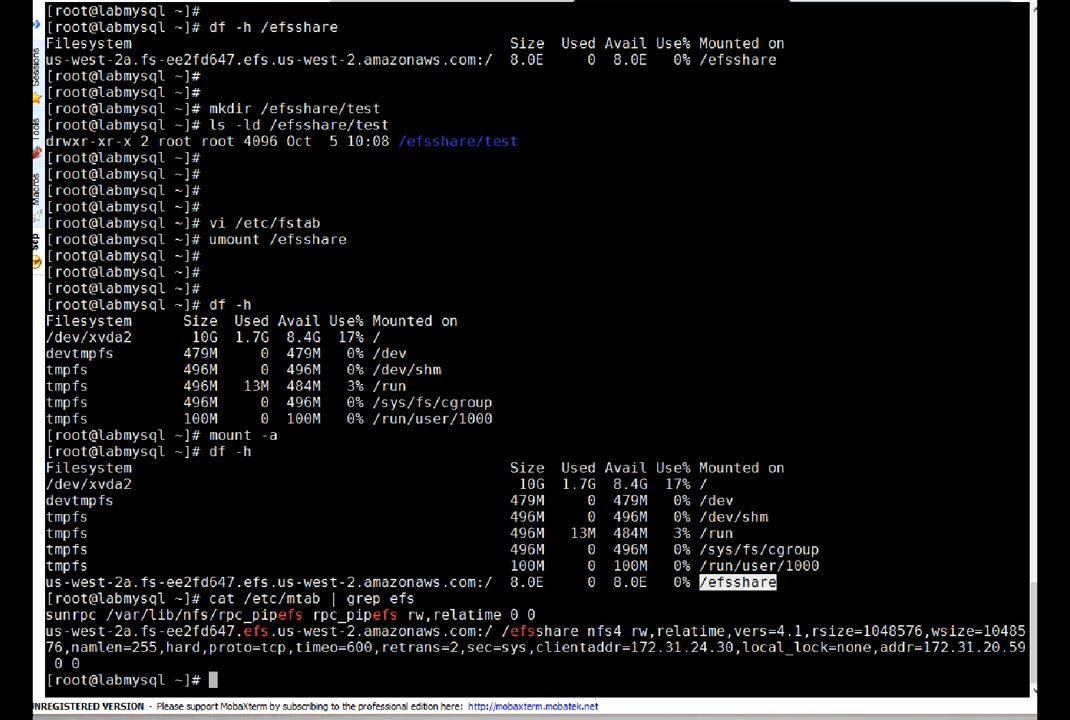 [root@labmysql ~]#
[root@labmysql ~]# df -h /efsshare
Filesystem Size Used Avail Use% Mounted on
us-west-2a.fs-ee2fd647.efs.us-west-2.amazonaws.com:/ 8.0E 0 8.0E 0% /efsshare
[root@labmysql ~]#
[root@labmysql ~]#
[root@labmysql ~]# mkdir /efsshare/test
[root@labmysql ~]# ls -ld /efsshare/test
drwxr-xr-x 2 root root 4096 Oct 5 10:08 /efsshare/test
[root@labmysql ~]#
[root@labmysql ~]#
[root@labmysql ~]#
[root@labmysql ~]#
[root@labmysql ~]# vi /etc/fstab
[root@labmysql ~]# umount /efsshare
[root@labmysql ~]#
[root@labmysql ~]#
[root@labmysql ~]#
[root@labmysql ~]# df -h
Filesystem Size Used Avail Use% Mounted on
/dev/xvda2 10G 1.7G 8.4G 17% /
devtmpfs 479M 0 479M 0% /dev
tmpfs 496M 0 496M 0% /dev/shm
tmpfs 496M 13M 484M 3% /run
tmpfs 496M 0 496M 0% /sys/fs/cgroup
tmpfs 100M 0 100M 0% /run/user/1000
[root@labmysql ~]# mount -a
[root@labmysql ~]# df -h
Filesystem Size Used Avail Use% Mounted on
/dev/xvda2 10G 1.7G 8.4G 17% /
devtmpfs 479M 0 479M 0% /dev
tmpfs 496M 0 496M 0% /dev/shm
tmpfs 496M 13M 484M 3% /run
tmpfs 496M 0 496M 0% /sys/fs/cgroup
tmpfs 100M 0 100M 0% /run/user/1000
us-west-2a.fs-ee2fd647.efs.us-west-2.amazonaws.com:/ 8.0E 0 8.0E 0% /efsshare
[root@labmysql ~]# cat /etc/mtab | grep efs
sunrpc /var/lib/nfs/rpc_pipefs rpc_pipefs rw,relatime 0 0
us-west-2a.fs-ee2fd647.efs.us-west-2.amazonaws.com:/ /efsshare nfs4 rw,relatime,vers=4.1,rsize=1048576,wsize=10485
76,namlen=255,hard,proto=tcp,timeo=600,retrans=2,sec=sys,clientaddr=172.31.24.30,local_lock=none,addr=172.31.20.59
0 0
[root@labmysql ~]#
Sessions
Tools
Macros
Sftp
UNREGISTERED VERSION - Please support MobaXterm by subscribing to the professional edition here: http://mobaxterm.mobatek.net